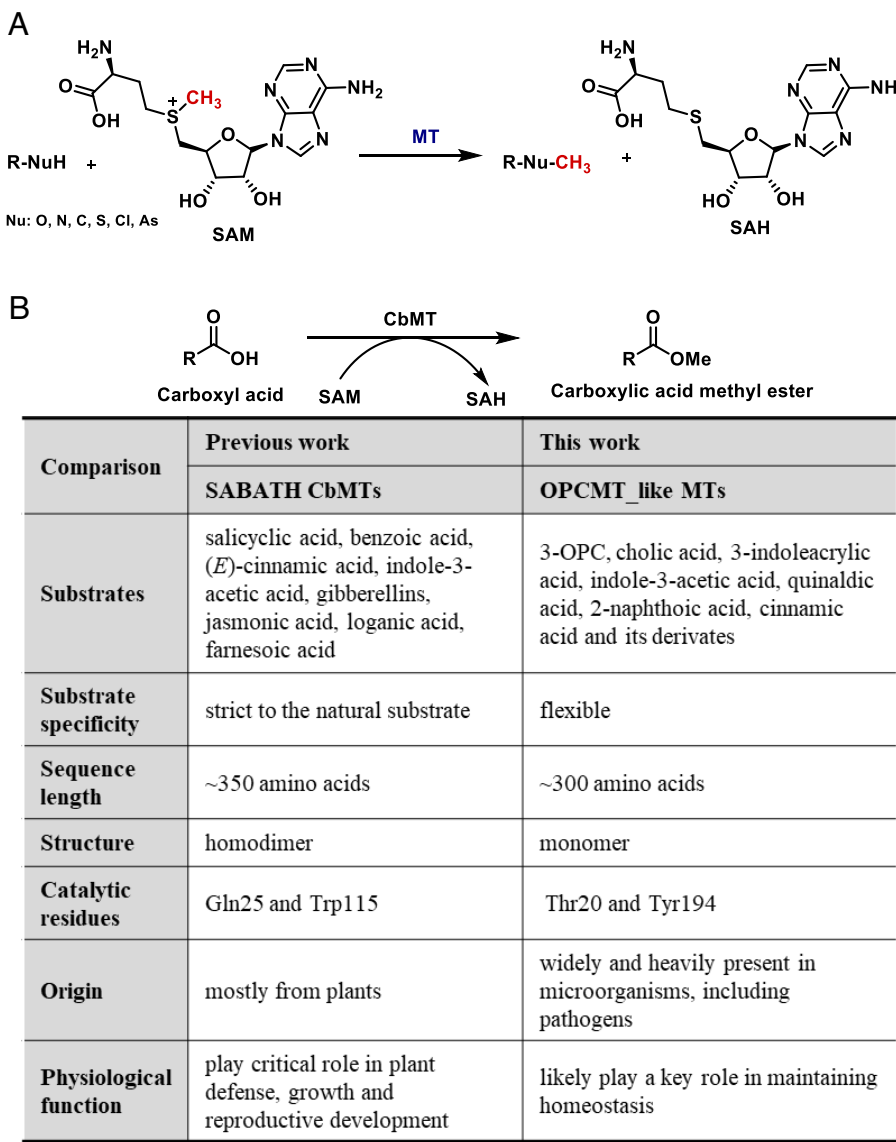 A
H₂N
O
OH
+
CH₃
S
O
N
N
N
N
NH₂
HO
OH
R-NuH +
Nu: O, N, C, S, Cl, As
SAM
MT
R-Nu-CH₃ +
H₂N
O
OH
S
O
N
N
N
N
NH
HO
OH
SAH
B
O
R
OH
Carboxyl acid
CbMT
SAM
SAH
O
R
OMe
Carboxylic acid methyl ester
Comparison
Previous work
This work
SABATH CbMTs
OPCMT_like MTs
Substrates
salicyclic acid, benzoic acid,
(E)-cinnamic acid, indole-3-
acetic acid, gibberellins,
jasmonic acid, loganic acid,
farnesoic acid
3-OPC, cholic acid, 3-indoleacrylic
acid, indole-3-acetic acid, quinaldic
acid, 2-naphthoic acid, cinnamic
acid and its derivates
Substrate
specificity
strict to the natural substrate
flexible
Sequence
length
~350 amino acids
~300 amino acids
Structure
homodimer
monomer
Catalytic
residues
Gln25 and Trp115
Thr20 and Tyr194
Origin
mostly from plants
widely and heavily present in
microorganisms, including
pathogens
Physiological
function
play critical role in plant
defense, growth and
reproductive development
likely play a key role in maintaining
homeostasis